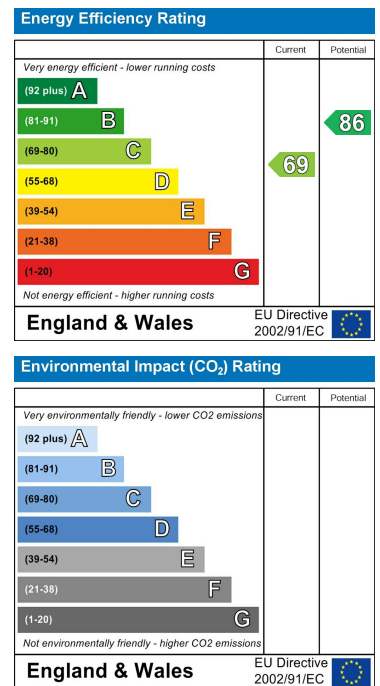 Energy Efficiency Rating
Current Potential
Very energy efficient - lower running costs
(92 plus) A
(81-91) B
86
(69-80) C
69
(55-68) D
(39-54) E
(21-38) F
(1-20) G
Not energy efficient - higher running costs
England & Wales
EU Directive
2002/91/EC
Environmental Impact (CO₂) Rating
Current Potential
Very environmentally friendly - lower CO2 emissions
(92 plus) A
(81-91) B
(69-80) C
(55-68) D
(39-54) E
(21-38) F
(1-20) G
Not environmentally friendly - higher CO2 emissions
England & Wales
EU Directive
2002/91/EC